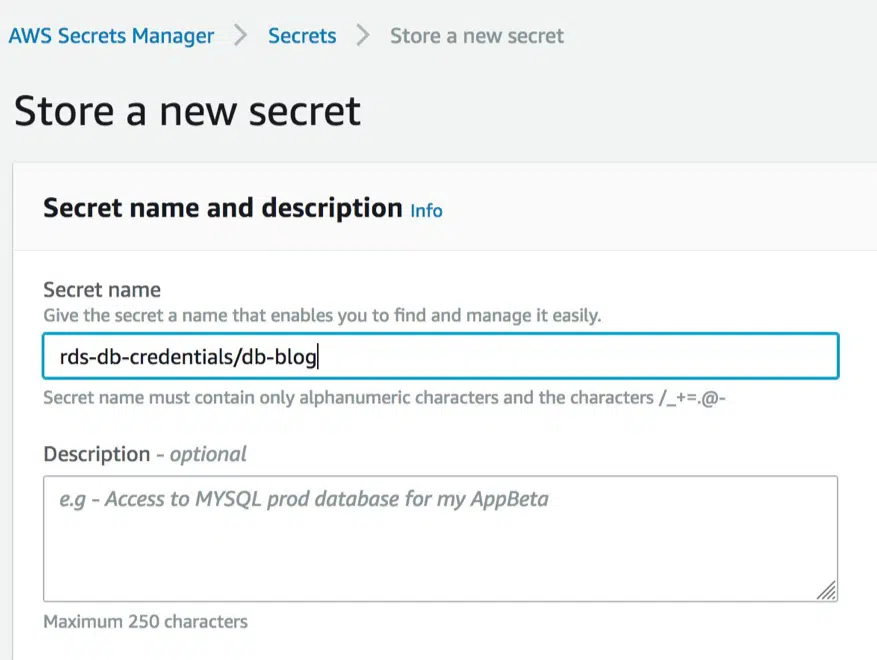 AWS Secrets Manager > Secrets > Store a new secret
Store a new secret
Secret name and description Info
Secret name
Give the secret a name that enables you to find and manage it easily.
rds-db-credentials/db-blog
Secret name must contain only alphanumeric characters and the characters /_+=.@-
Description - optional
e.g - Access to MYSQL prod database for my AppBeta
Maximum 250 characters